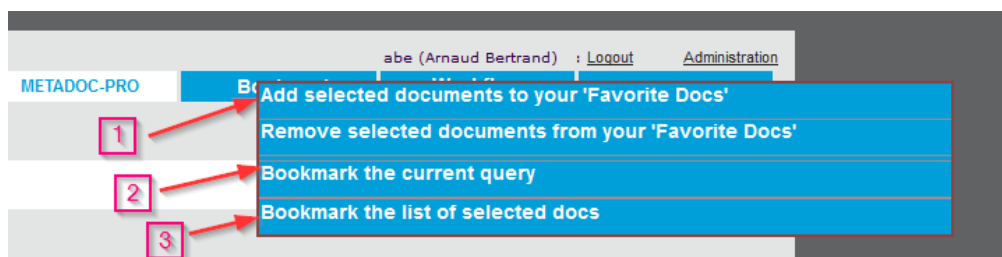 abe (Arnaud Bertrand) : Logout Administration
METADOC-PRO
Add selected documents to your 'Favorite Docs'
1
Remove selected documents from your 'Favorite Docs'
Bookmark the current query
2
Bookmark the list of selected docs
3